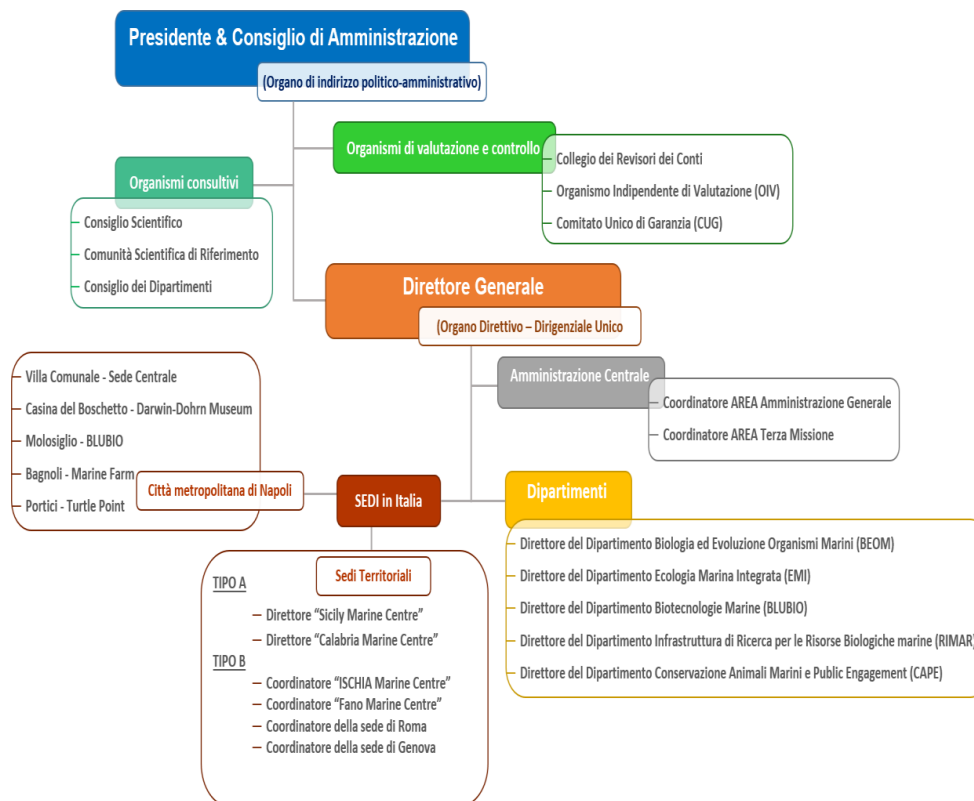 Presidente & Consiglio di Amministrazione
(Organo di indirizzo politico-amministrativo)
Organismi di valutazione e controllo
Collegio dei Revisori dei Conti
Organismo Indipendente di Valutazione (OIV)
Comitato Unico di Garanzia (CUG)
Organismi consultivi
Consiglio Scientifico
Comunità Scientifica di Riferimento
Consiglio dei Dipartimenti
Direttore Generale
(Organo Direttivo – Dirigenziale Unico
Amministrazione Centrale
Coordinatore AREA Amministrazione Generale
Coordinatore AREA Terza Missione
Villa Comunale - Sede Centrale
Casina del Boschetto - Darwin-Dohrn Museum
Molosiglio - BLUBIO
Bagnoli - Marine Farm
Portici - Turtle Point
Città metropolitana di Napoli
SEDI in Italia
Dipartimenti
Direttore del Dipartimento Biologia ed Evoluzione Organismi Marini (BEOM)
Direttore del Dipartimento Ecologia Marina Integrata (EMI)
Direttore del Dipartimento Biotecnologie Marine (BLUBIO)
Direttore del Dipartimento Infrastruttura di Ricerca per le Risorse Biologiche marine (RIMAR)
Direttore del Dipartimento Conservazione Animali Marini e Public Engagement (CAPE)
Sedi Territoriali
TIPO A
Direttore “Sicily Marine Centre”
Direttore “Calabria Marine Centre”
TIPO B
Coordinatore “ISCHIA Marine Centre”
Coordinatore “Fano Marine Centre”
Coordinatore della sede di Roma
Coordinatore della sede di Genova